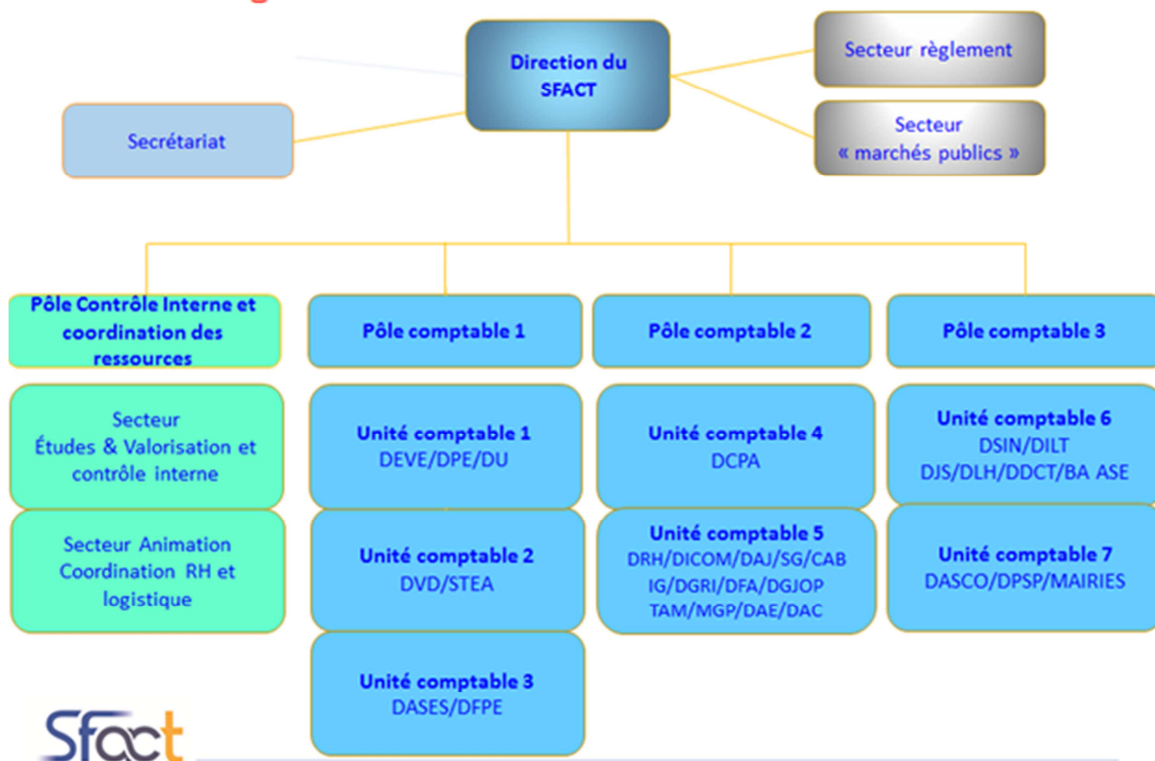 Direction du
SFACT
Secteur règlement
Secteur
« marchés publics »
Secrétariat
Pôle Contrôle Interne et
coordination des
ressources
Pôle comptable 1
Pôle comptable 2
Pôle comptable 3
Secteur
Études & Valorisation et
contrôle interne
Unité comptable 1
DEVE/DPE/DU
Unité comptable 4
DCPA
Unité comptable 6
DSIN/DILT
DJS/DLH/DDCT/BA ASE
Secteur Animation
Coordination RH et
logistique
Unité comptable 2
DVD/STEA
Unité comptable 5
DRH/DICOM/DAJ/SG/CAB
IG/DGRI/DFA/DGJOP
TAM/MGP/DAE/DAC
Unité comptable 7
DASCO/DPSP/MAIRIES
Unité comptable 3
DASES/DFPE
Sfact